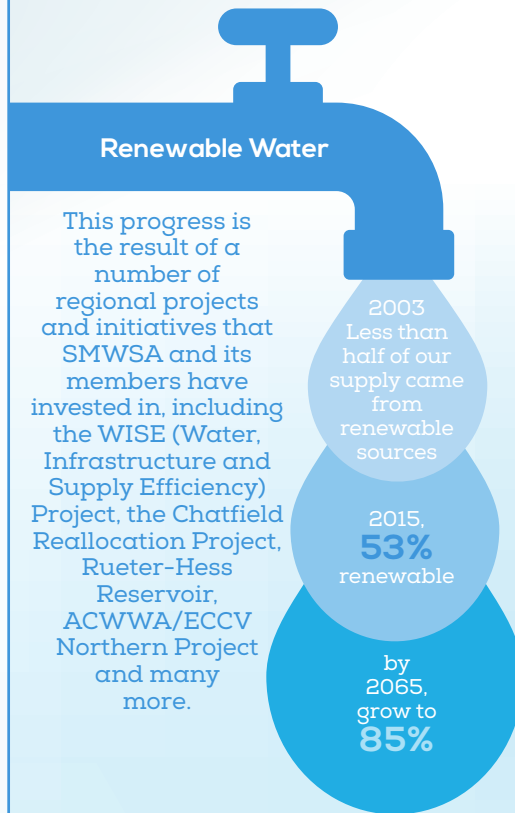 Renewable Water
This progress is
the result of a
number of
regional projects
and initiatives that
SMWSA and its
members have
invested in, including
the WISE (Water,
Infrastructure and
Supply Efficiency)
Project, the Chatfield
Reallocation Project,
Rueter-Hess
Reservoir,
ACWWA/ECCV
Northern Project
and many
more.
2003
Less than
half of our
supply came
from
renewable
sources
2015,
53%
renewable
by
2065,
grow to
85%